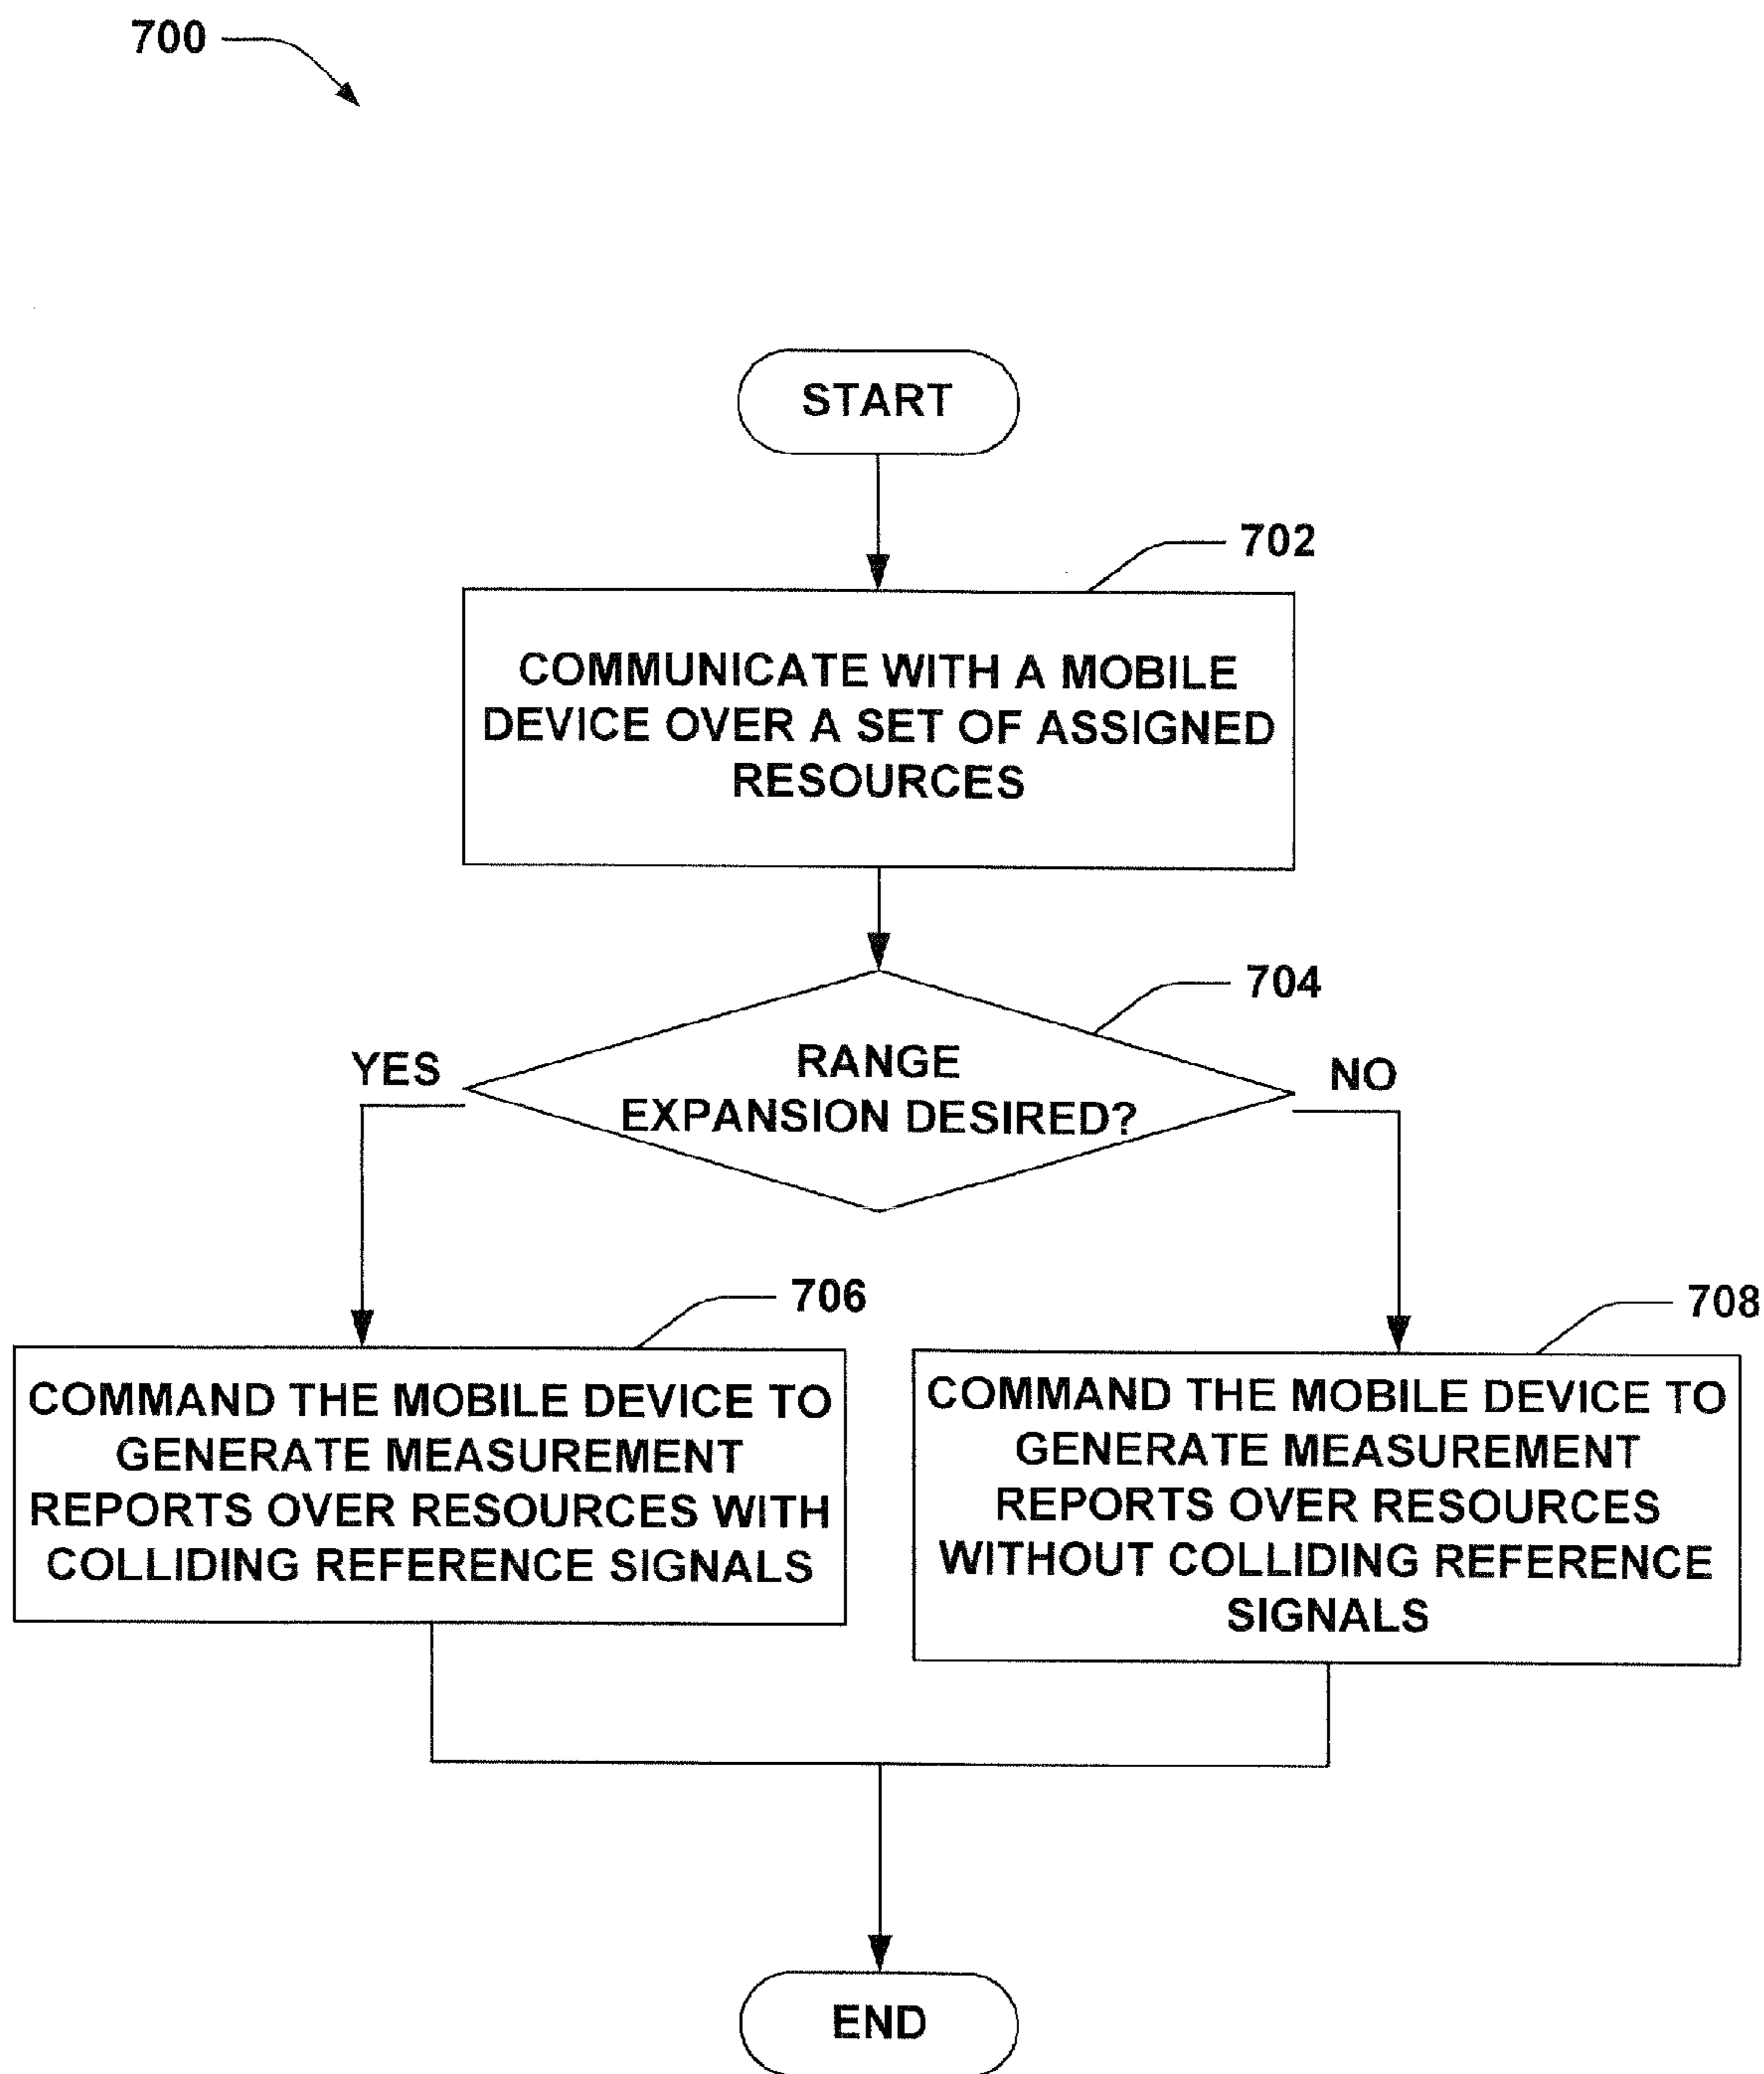 700
START
702
COMMUNICATE WITH A MOBILE
DEVICE OVER A SET OF ASSIGNED
RESOURCES
704
RANGE
EXPANSION DESIRED?
YES
NO
706
COMMAND THE MOBILE DEVICE TO
GENERATE MEASUREMENT
REPORTS OVER RESOURCES WITH
COLLIDING REFERENCE SIGNALS
708
COMMAND THE MOBILE DEVICE TO
GENERATE MEASUREMENT
REPORTS OVER RESOURCES
WITHOUT COLLIDING REFERENCE
SIGNALS
END